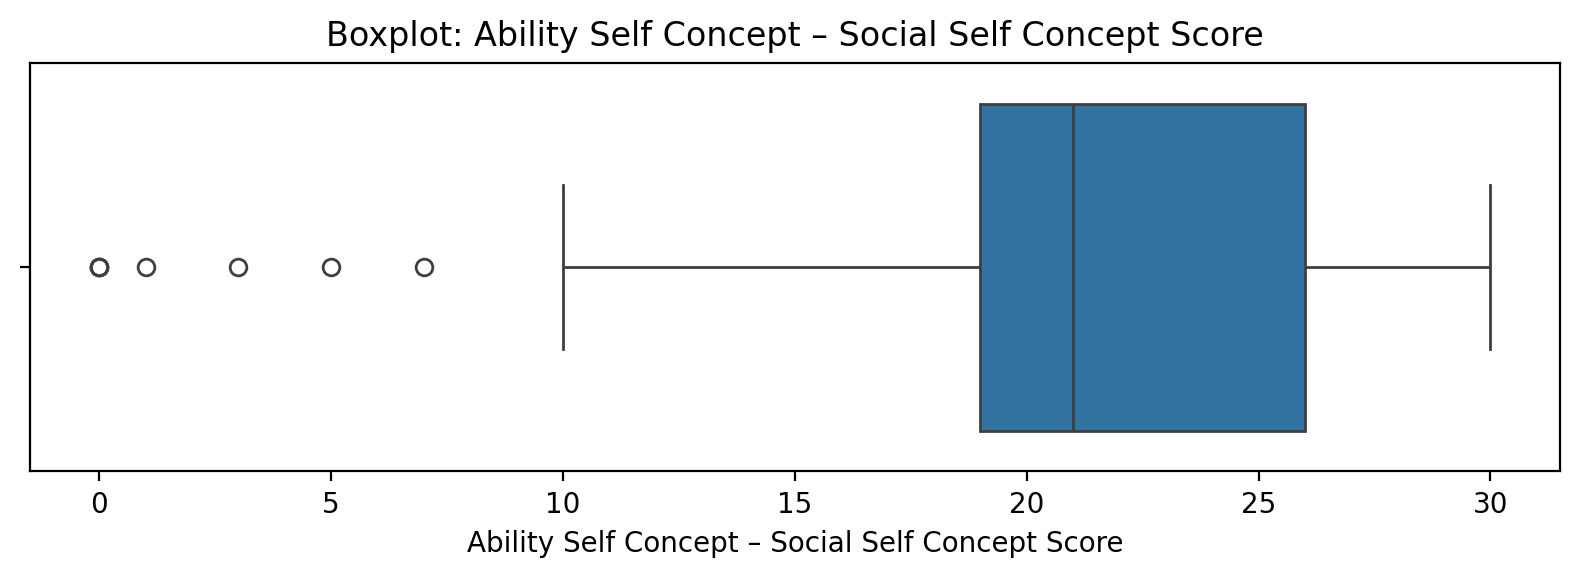 Boxplot: Ability Self Concept – Social Self Concept Score
0 5 10 15 20 25 30
Ability Self Concept – Social Self Concept Score